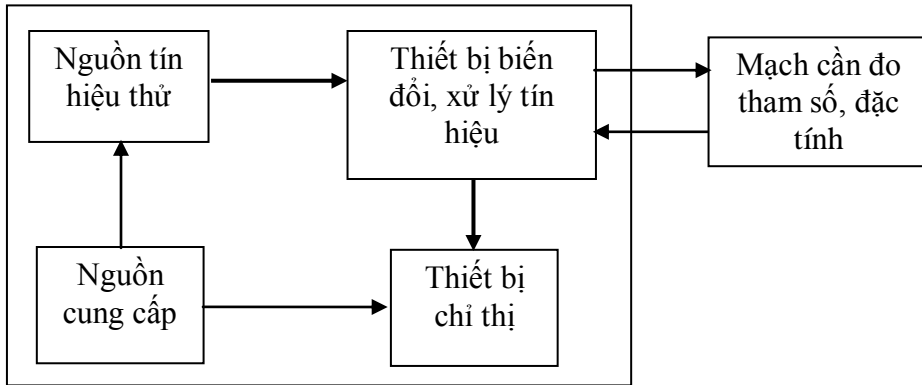 Nguồn tín
hiệu thử
Thiết bị biến
đổi, xử lý tín
hiệu
Mạch cần đo
tham số, đặc
tính
Nguồn
cung cấp
Thiết bị
chỉ thị